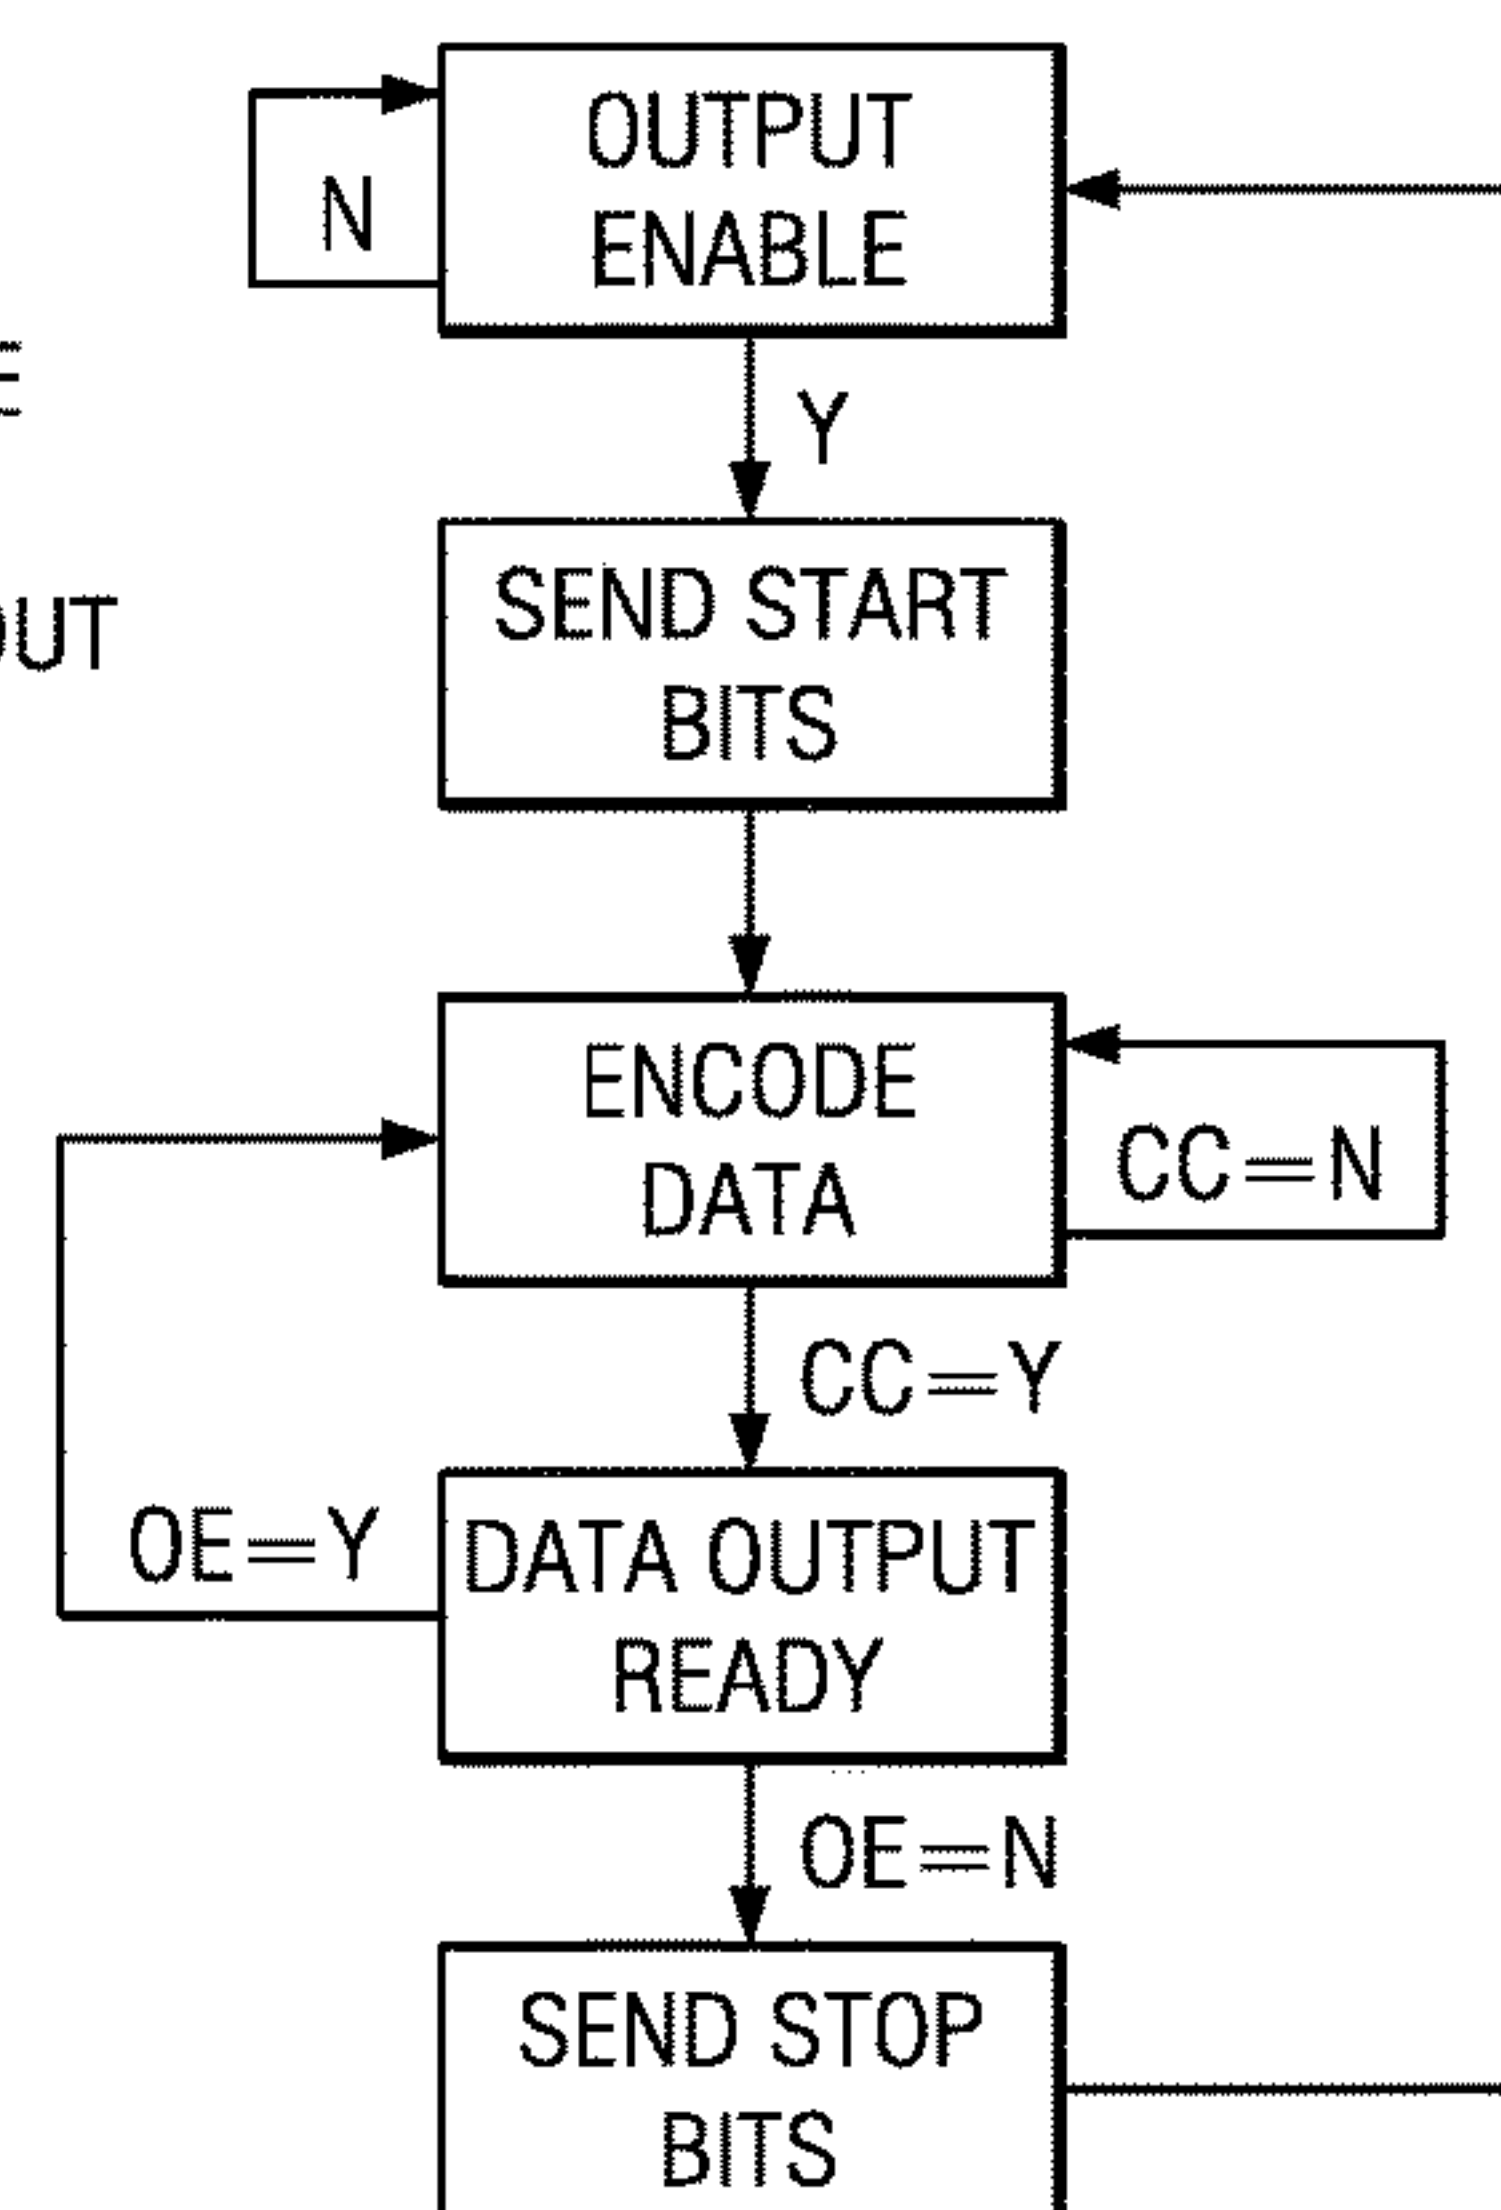 OUTPUT
ENABLE
N
Y
SEND START
BITS
ENCODE
DATA
CC=N
CC=Y
OE=Y
DATA OUTPUT
READY
OE=N
SEND STOP
BITS